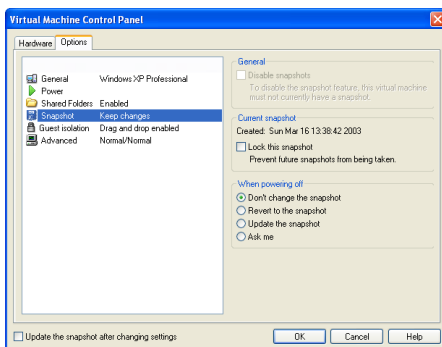 Virtual Machine Control Panel
Hardware Options
General Windows XP Professional
Power
Shared Folders Enabled
Snapshot Keep changes
Guest isolation Drag and drop enabled
Advanced Normal/Normal
General
Disable snapshots
To disable the snapshot feature, this virtual machine
must not currently have a snapshot.
Current snapshot
Created: Sun Mar 16 13:38:42 2003
Lock this snapshot
Prevent future snapshots from being taken.
When powering off
Don't change the snapshot
Revert to the snapshot
Update the snapshot
Ask me
Update the snapshot after changing settings
OK Cancel Help